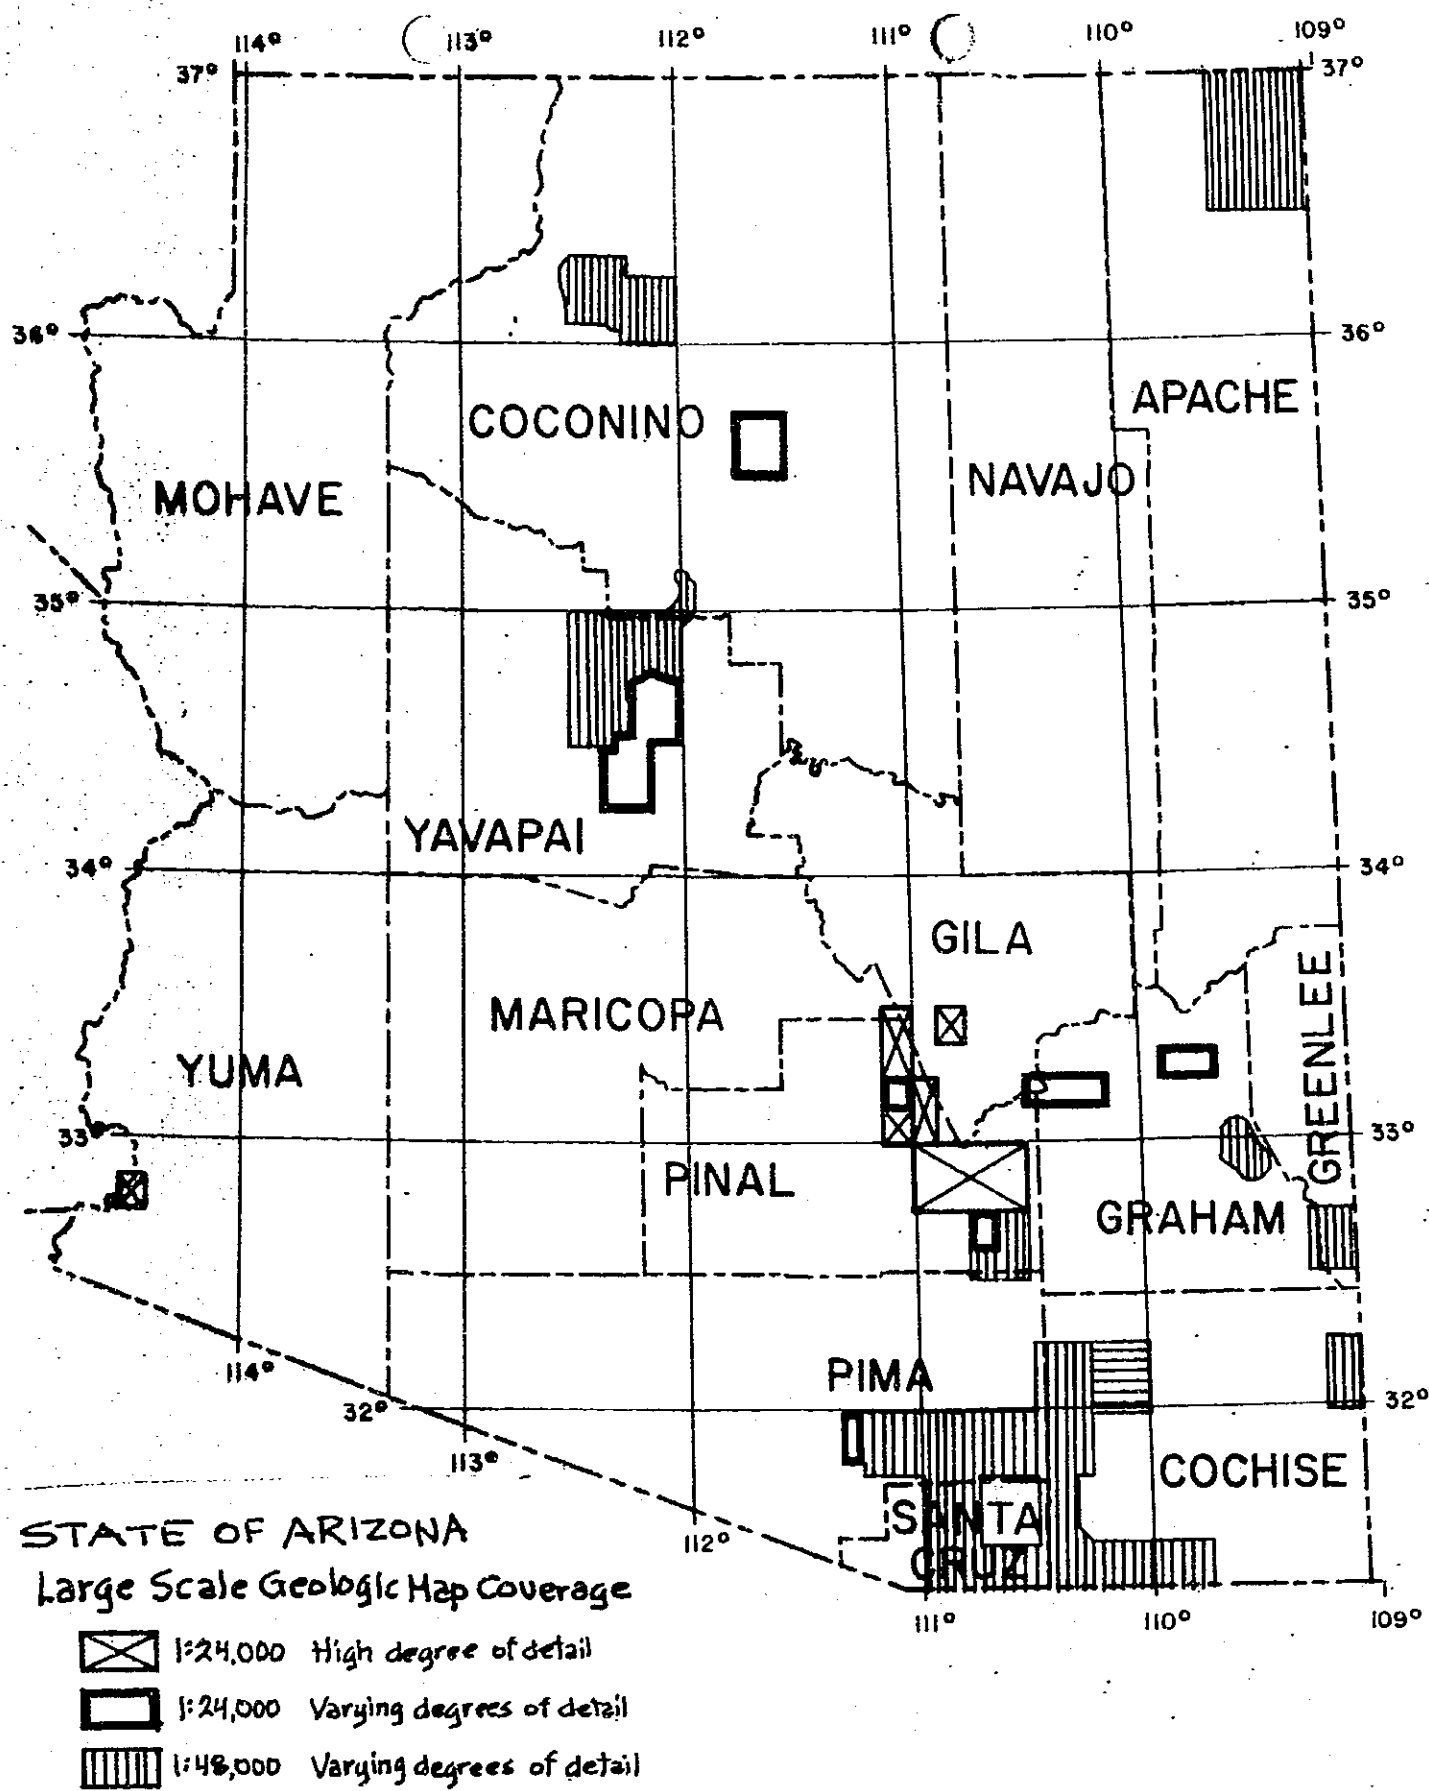 114° 113° 112° 111° 110° 109°
37° 37°
36° 36°
APACHE
COCONINO
NAVAJO
MOHAVE
35° 35°
YAVAPAI
34° 34°
GILA
MARICOPA
GREENLEE
YUMA
33° 33°
PINAL
GRAHAM
PIMA
114°
32° 32°
113°
COCHISE
SANTA
CRUZ
112°
111° 110° 109°
STATE OF ARIZONA
Large Scale Geologic Map Coverage
1:24,000 High degree of detail
1:24,000 Varying degrees of detail
1:48,000 Varying degrees of detail